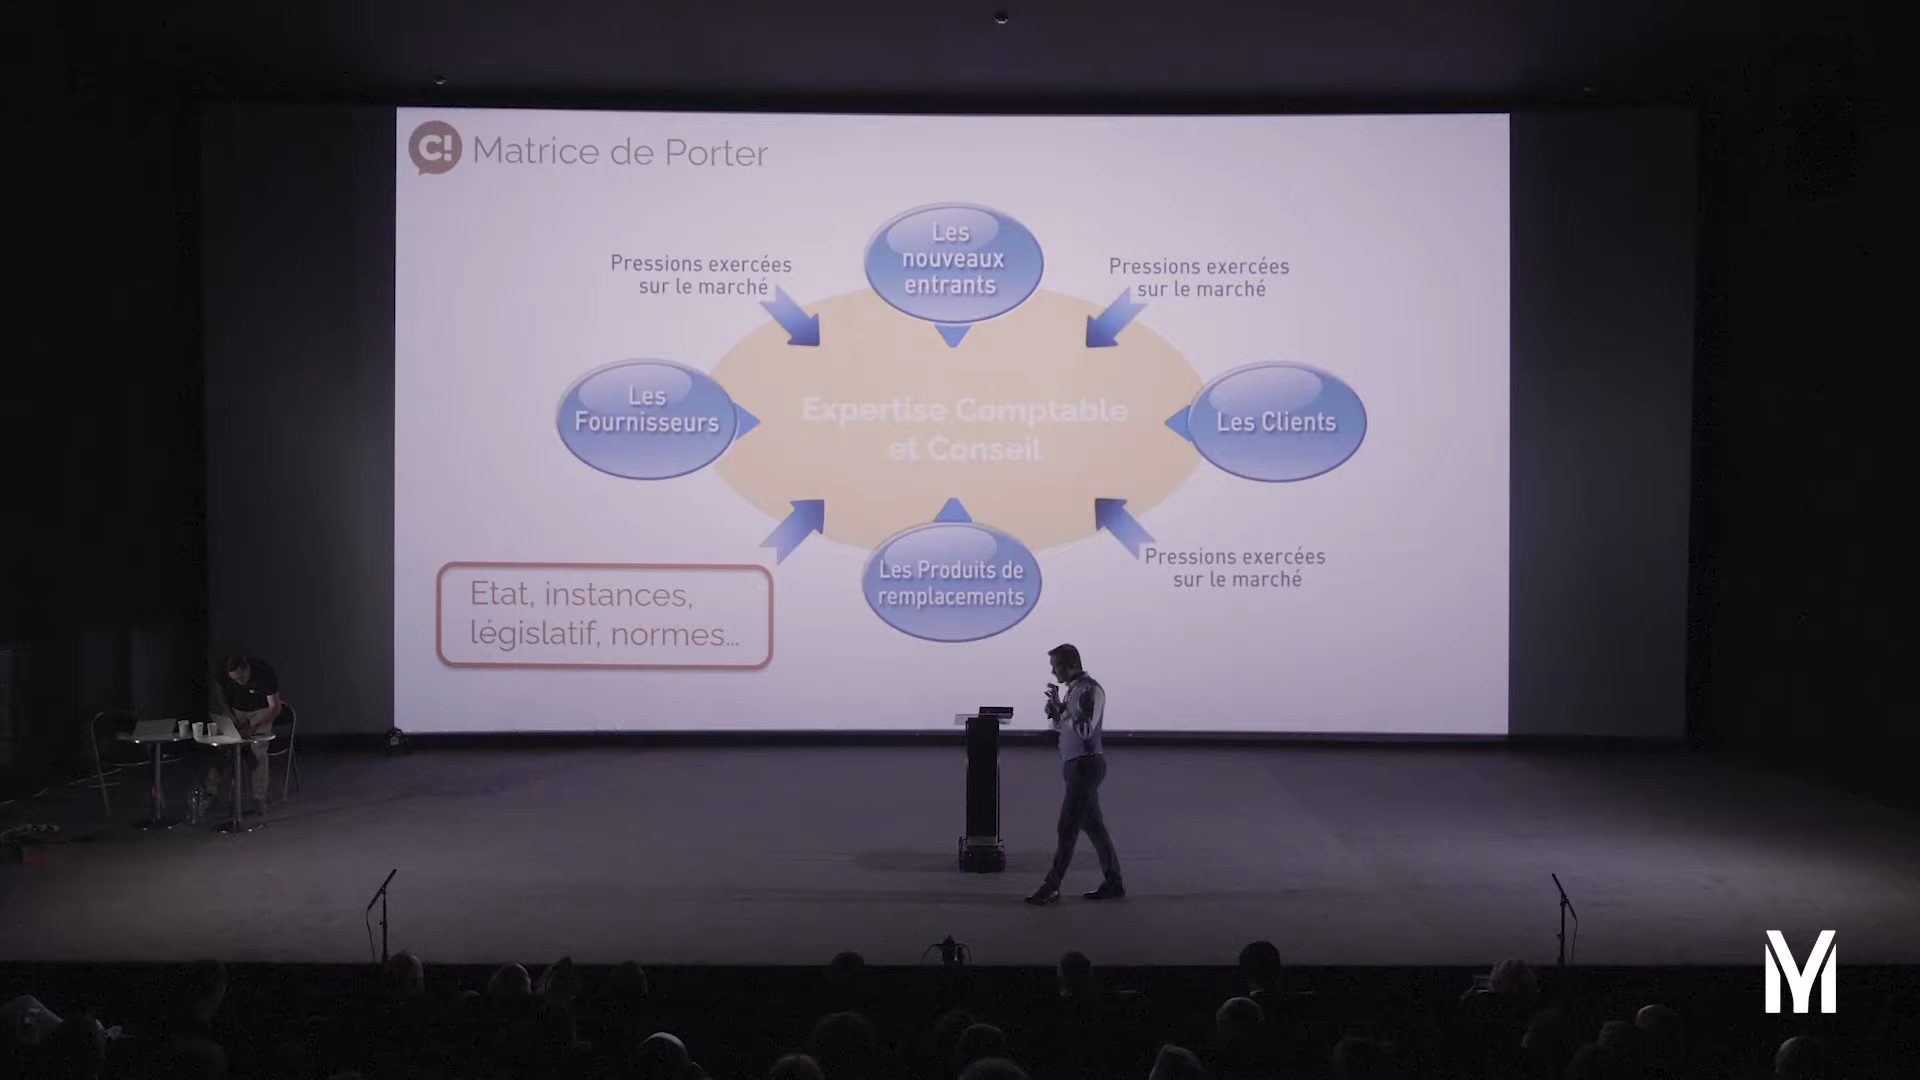 C! Matrice de Porter
Les
nouveaux
entrants
Pressions exercées
sur le marché
Pressions exercées
sur le marché
Les
Fournisseurs
Expertise Comptable
et Conseil
Les Clients
Les Produits de
remplacements
Pressions exercées
sur le marché
Etat, instances,
législatif, normes...